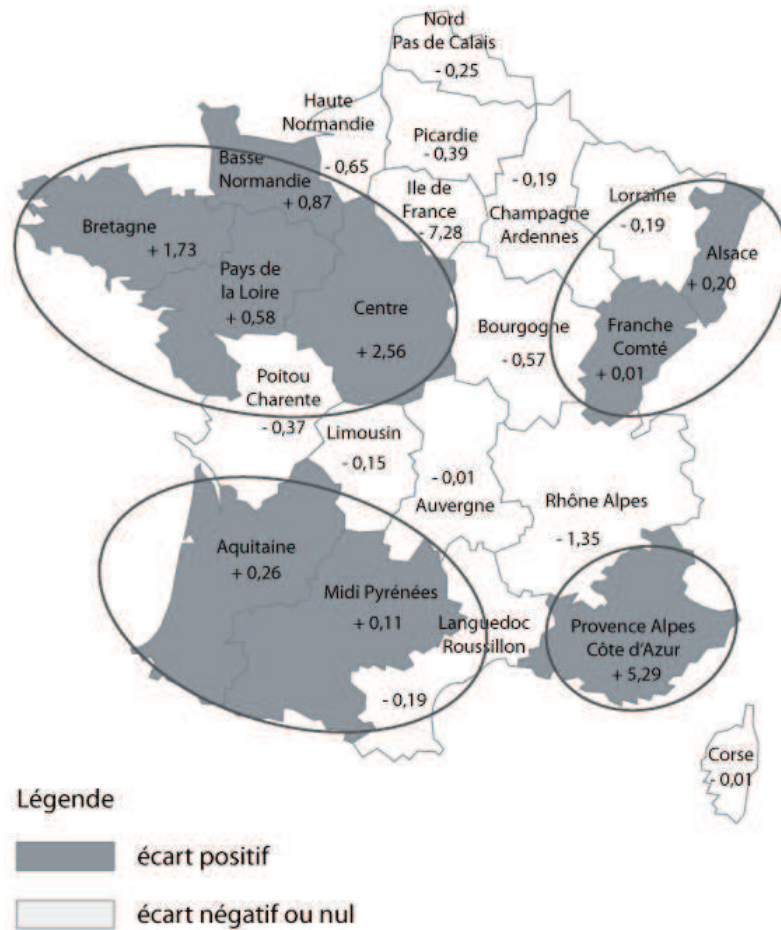 Nord
Pas de Calais
- 0,25
Haute
Normandie
- 0,65
Picardie
- 0,39
Basse
Normandie
+ 0,87
Ile de
France
- 7,28
- 0,19
Champagne
Ardennes
Lorraine
- 0,19
Alsace
+ 0,20
Bretagne
+ 1,73
Pays de
la Loire
+ 0,58
Centre
+ 2,56
Bourgogne
- 0,57
Franche
Comté
+ 0,01
Poitou
Charente
- 0,37
Limousin
- 0,15
- 0,01
Auvergne
Rhône Alpes
- 1,35
Aquitaine
+ 0,26
Midi Pyrénées
+ 0,11
Languedoc
Roussillon
- 0,19
Provence Alpes
Côte d'Azur
+ 5,29
Corse
- 0,01
Légende
écart positif
écart négatif ou nul